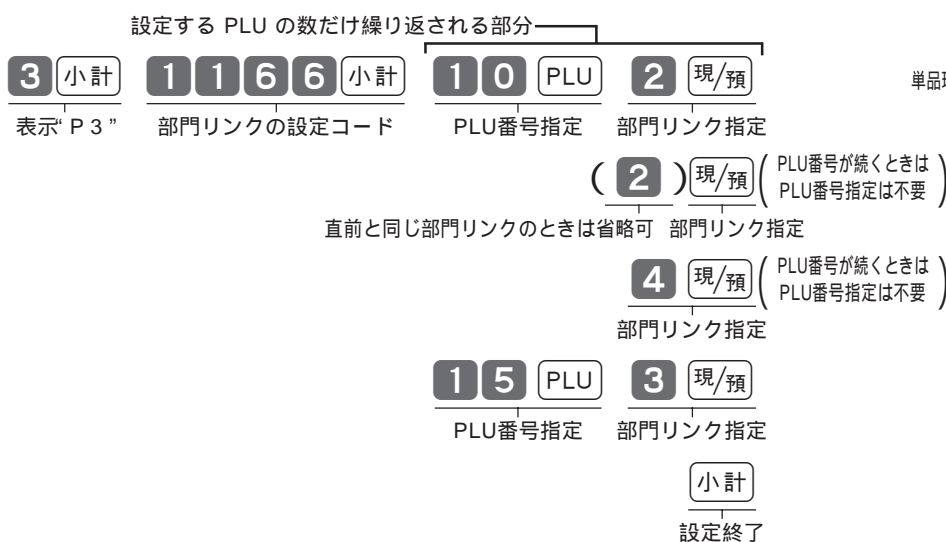 設定する PLU の数だけ繰り返される部分
3 小計 1 1 6 6 小計 1 0 PLU 2 現/預
単品
表示“P 3” 部門リンクの設定コード PLU番号指定 部門リンク指定
( 2 ) 現/預 ( PLU番号が続くときは
PLU番号指定は不要 )
直前と同じ部門リンクのときは省略可 部門リンク指定
4 現/預 ( PLU番号が続くときは
PLU番号指定は不要 )
部門リンク指定
1 5 PLU 3 現/預
PLU番号指定 部門リンク指定
小計
設定終了